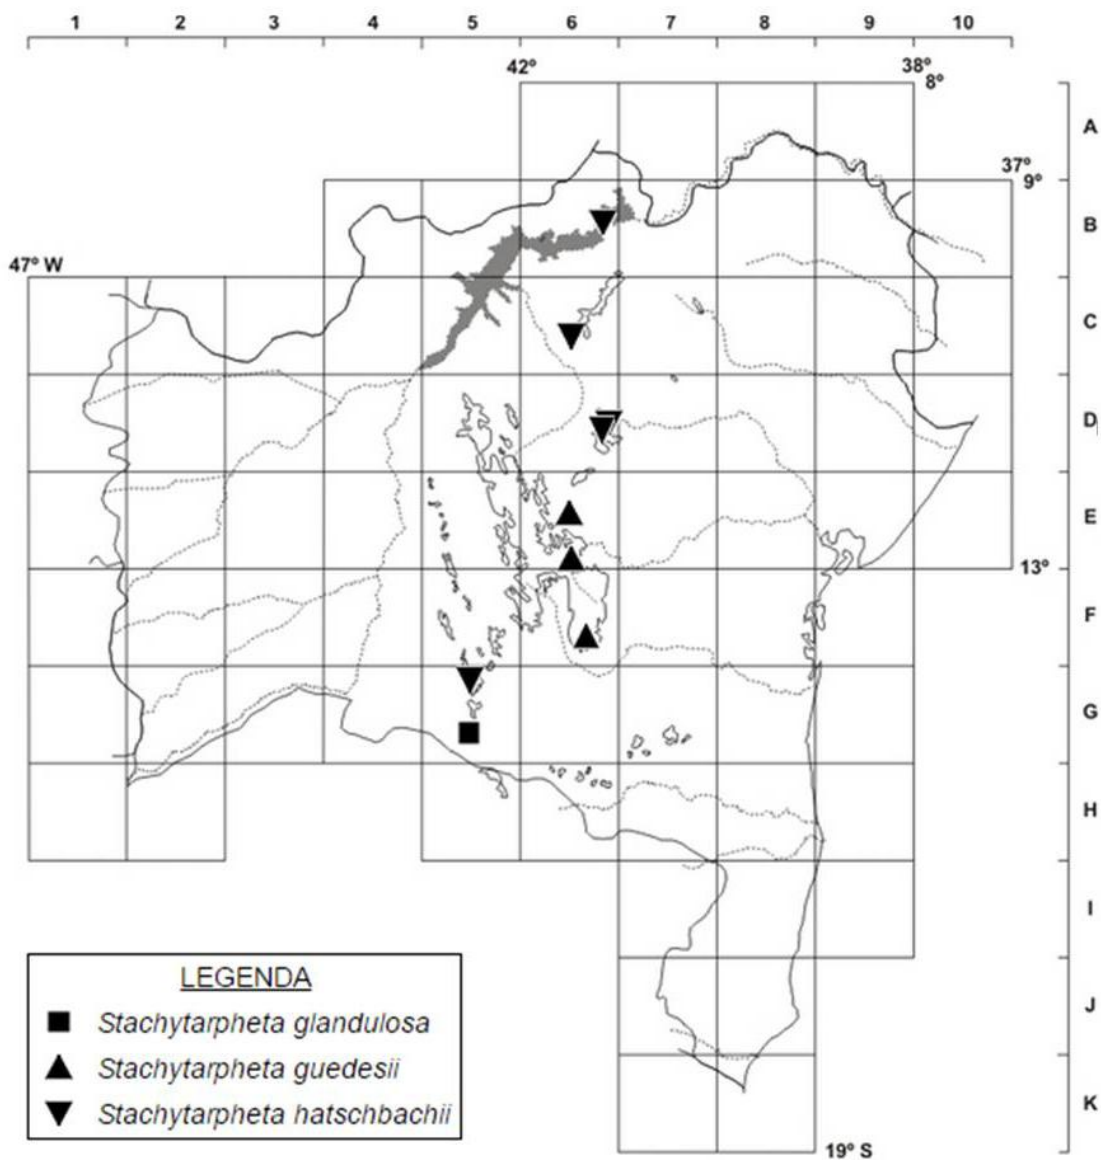 1 2 3 4 5 6 7 8 9 10
42º 38º
8º
A
37º
9º
B
47º W
C
D
E
13º
F
G
H
I
J
K
19º S
LEGENDA
Stachytarpheta glandulosa
Stachytarpheta guedesii
Stachytarpheta hatschbachii